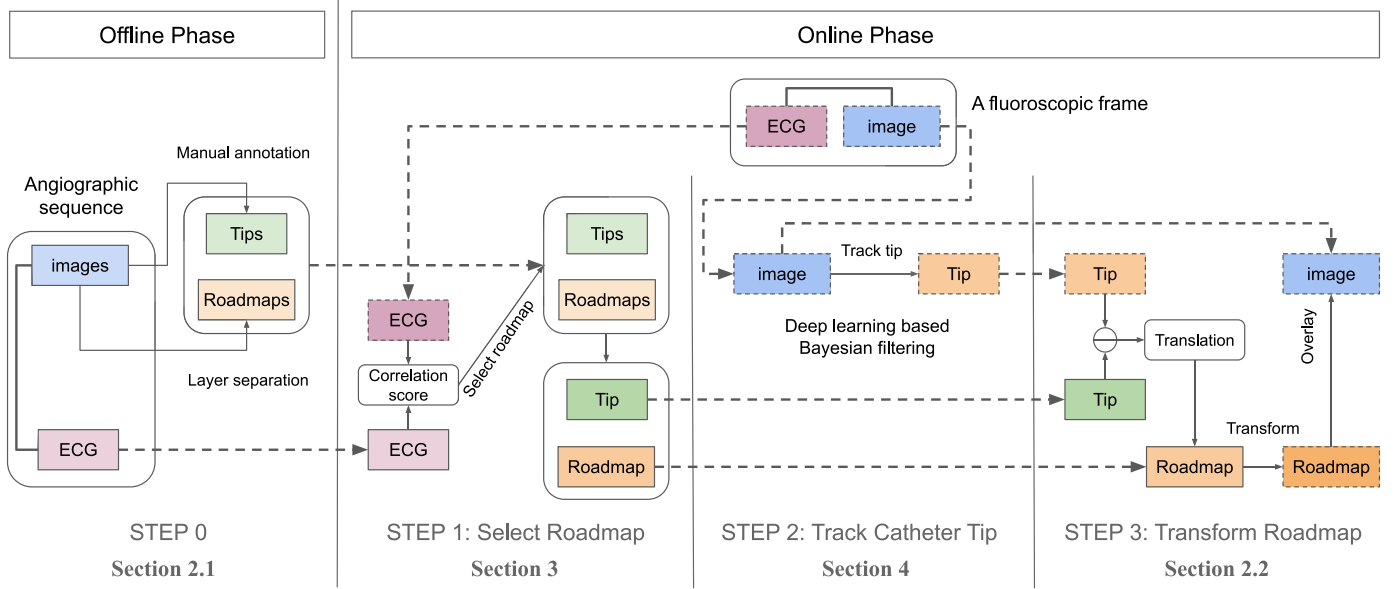 Offline Phase
Online Phase
A fluoroscopic frame
ECG
image
Manual annotation
Angiographic
sequence
images
Tips
Roadmaps
Layer separation
ECG
Tips
Roadmaps
ECG
Correlation
score
ECG
Select roadmap
Tip
Roadmap
image
Track tip
Tip
Deep learning based
Bayesian filtering
Tip
image
Translation
Overlay
Tip
Transform
Roadmap
Roadmap
STEP 0
STEP 1: Select Roadmap
STEP 2: Track Catheter Tip
STEP 3: Transform Roadmap
Section 2.1
Section 3
Section 4
Section 2.2